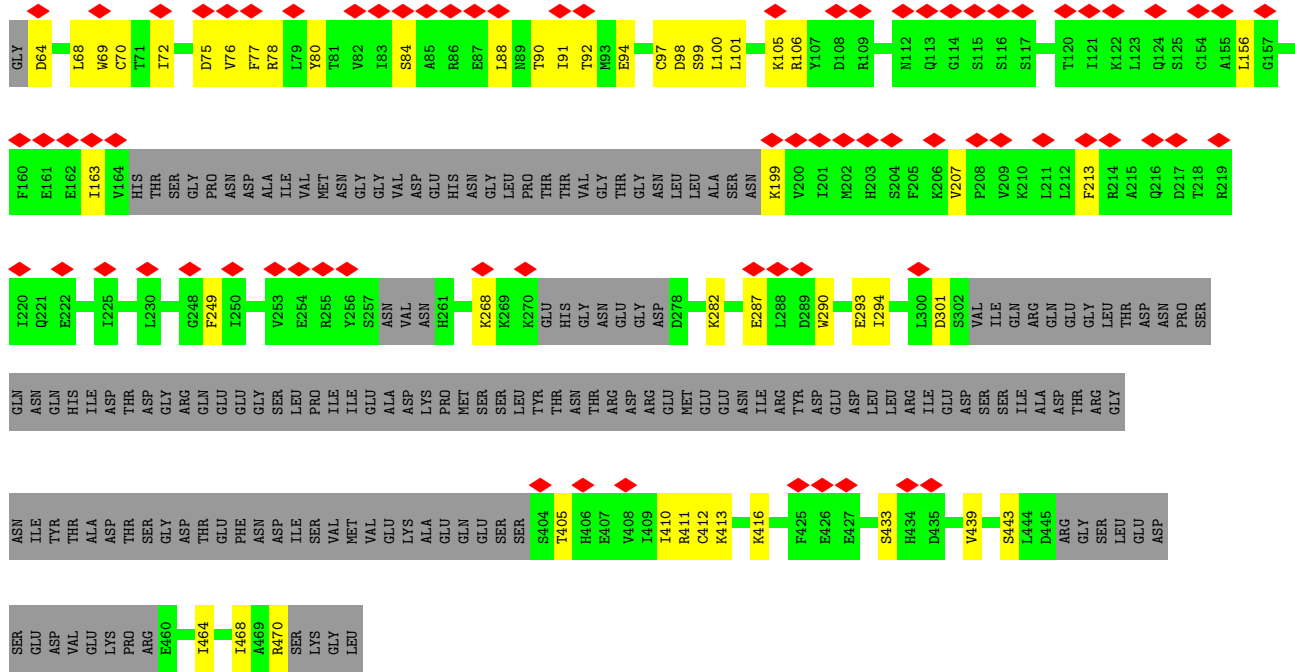 GLY D64 L68 W69 C70 T71 I72 D75 V76 F77 R78 L79 Y80 T81 V82 I83 S84 A85 R86 E87 L88 N89 T90 I91 T92 M93 E94 C97 D98 S99 L100 L101 K105 R106 Y107 D108 R109 N112 Q113 G114 S115 S116 S117 T120 I121 K122 L123 Q124 S125 C154 A155 L156 G157
F160 E161 E162 I163 V164 HIS THR SER GLY PRO ASN ASP ALA ILE VAL MET ASN GLY GLY VAL ASP GLU HIS ASN GLY LEU PRO THR THR VAL GLY THR GLY ASN LEU LEU ALA SER ASN K199 V200 I201 M202 H203 S204 F205 K206 V207 P208 V209 K210 L211 L212 F213 R214 A215 Q216 D217 T218 R219
I220 Q221 E222 I225 L230 G248 F249 I250 V253 E254 R255 Y256 S257 ASN VAL ASN H261 K268 K269 K270 GLU HIS GLY ASN GLU GLY ASP D278 K282 E287 L288 D289 W290 E293 I294 L300 D301 S302 VAL ILE GLN ARG GLN GLU GLY LEU THR ASP ASN PRO SER
GLN ASN GLN HIS ILE ASP THR ASP GLY ARG GLN GLU GLU GLY SER LEU PRO ILE ILE GLU ALA ASP LYS PRO MET SER SER LEU TYR THR ASN THR ARG ASP ARG GLU MET GLU GLU ASN ILE ARG TYR ASP GLU ASP LEU LEU ARG ILE GLU ASP SER SER ILE ALA ASP THR ARG GLY
ASN ILE TYR THR ALA ASP THR SER GLY ASP THR GLU PHE ASN ASP ILE SER VAL MET VAL GLU LYS ALA GLU GLN GLU SER SER S404 T405 H406 E407 V408 I409 I410 R411 C412 K413 K416 F425 E426 E427 S433 H434 D435 V439 S443 L444 D445 ARG GLY SER LEU GLU ASP
SER GLU ASP VAL GLU LYS PRO ARG E460 I464 I468 A469 R470 SER LYS GLY LEU